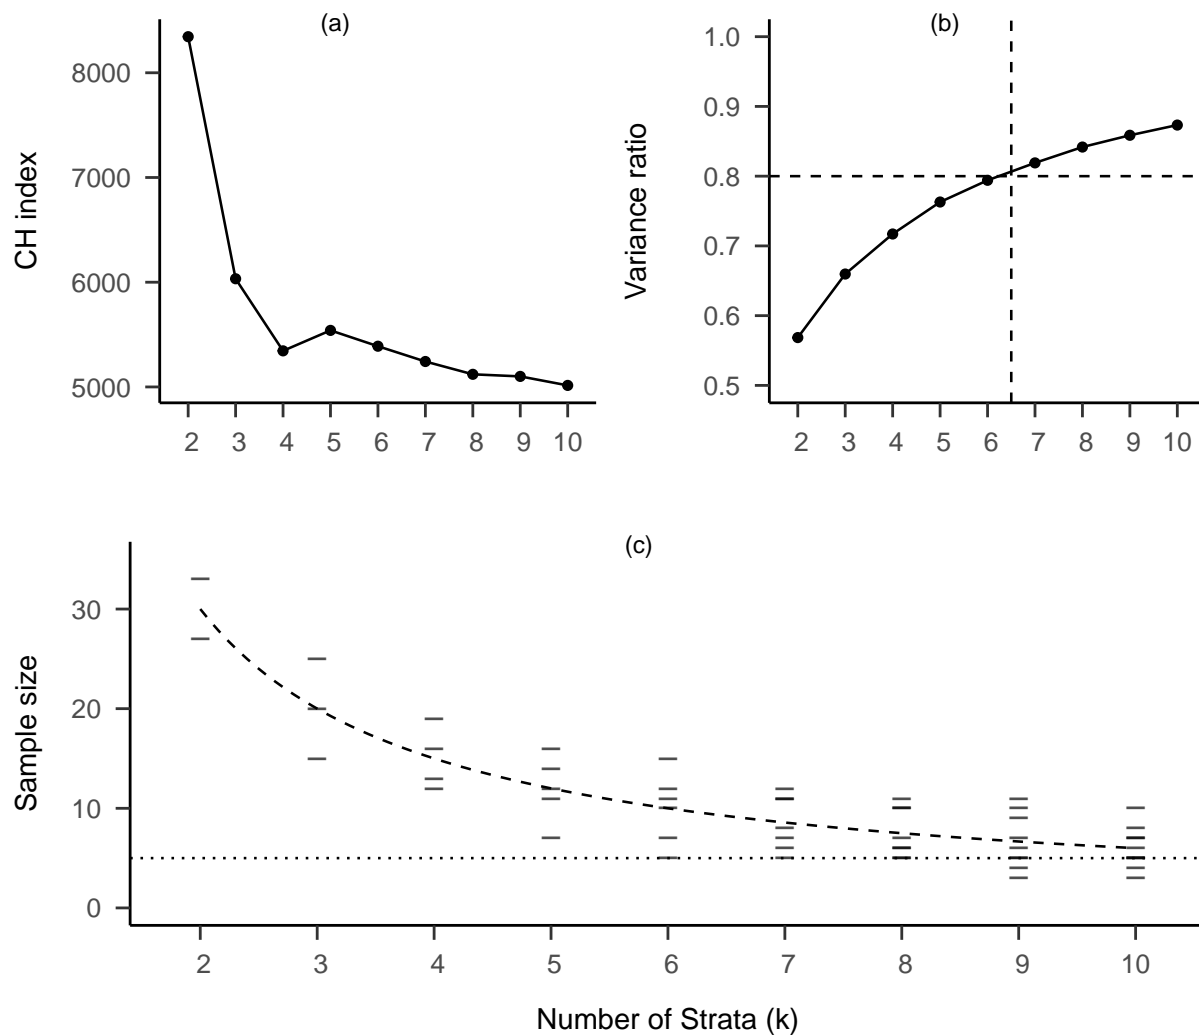 (a)
CH index
8000
7000
6000
5000
2 3 4 5 6 7 8 9 10
(b)
Variance ratio
1.0
0.9
0.8
0.7
0.6
0.5
2 3 4 5 6 7 8 9 10
(c)
Sample size
30
20
10
0
2 3 4 5 6 7 8 9 10
Number of Strata (k)